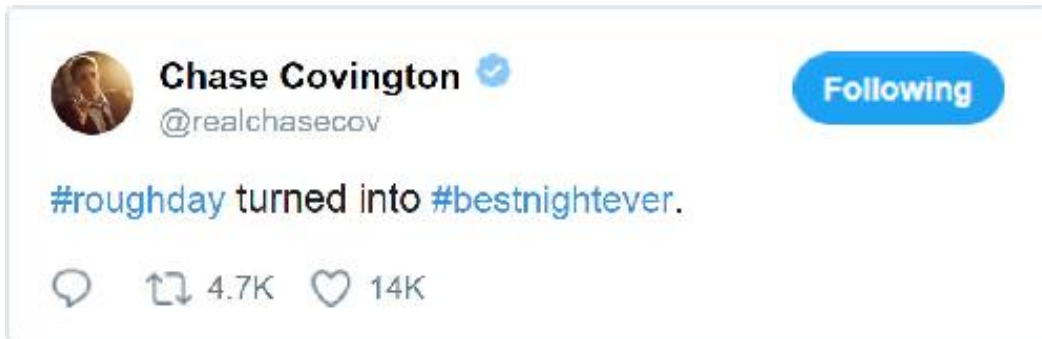 Chase Covington
Following
@realchasecov
#roughday turned into #bestnightever.
4.7K 14K